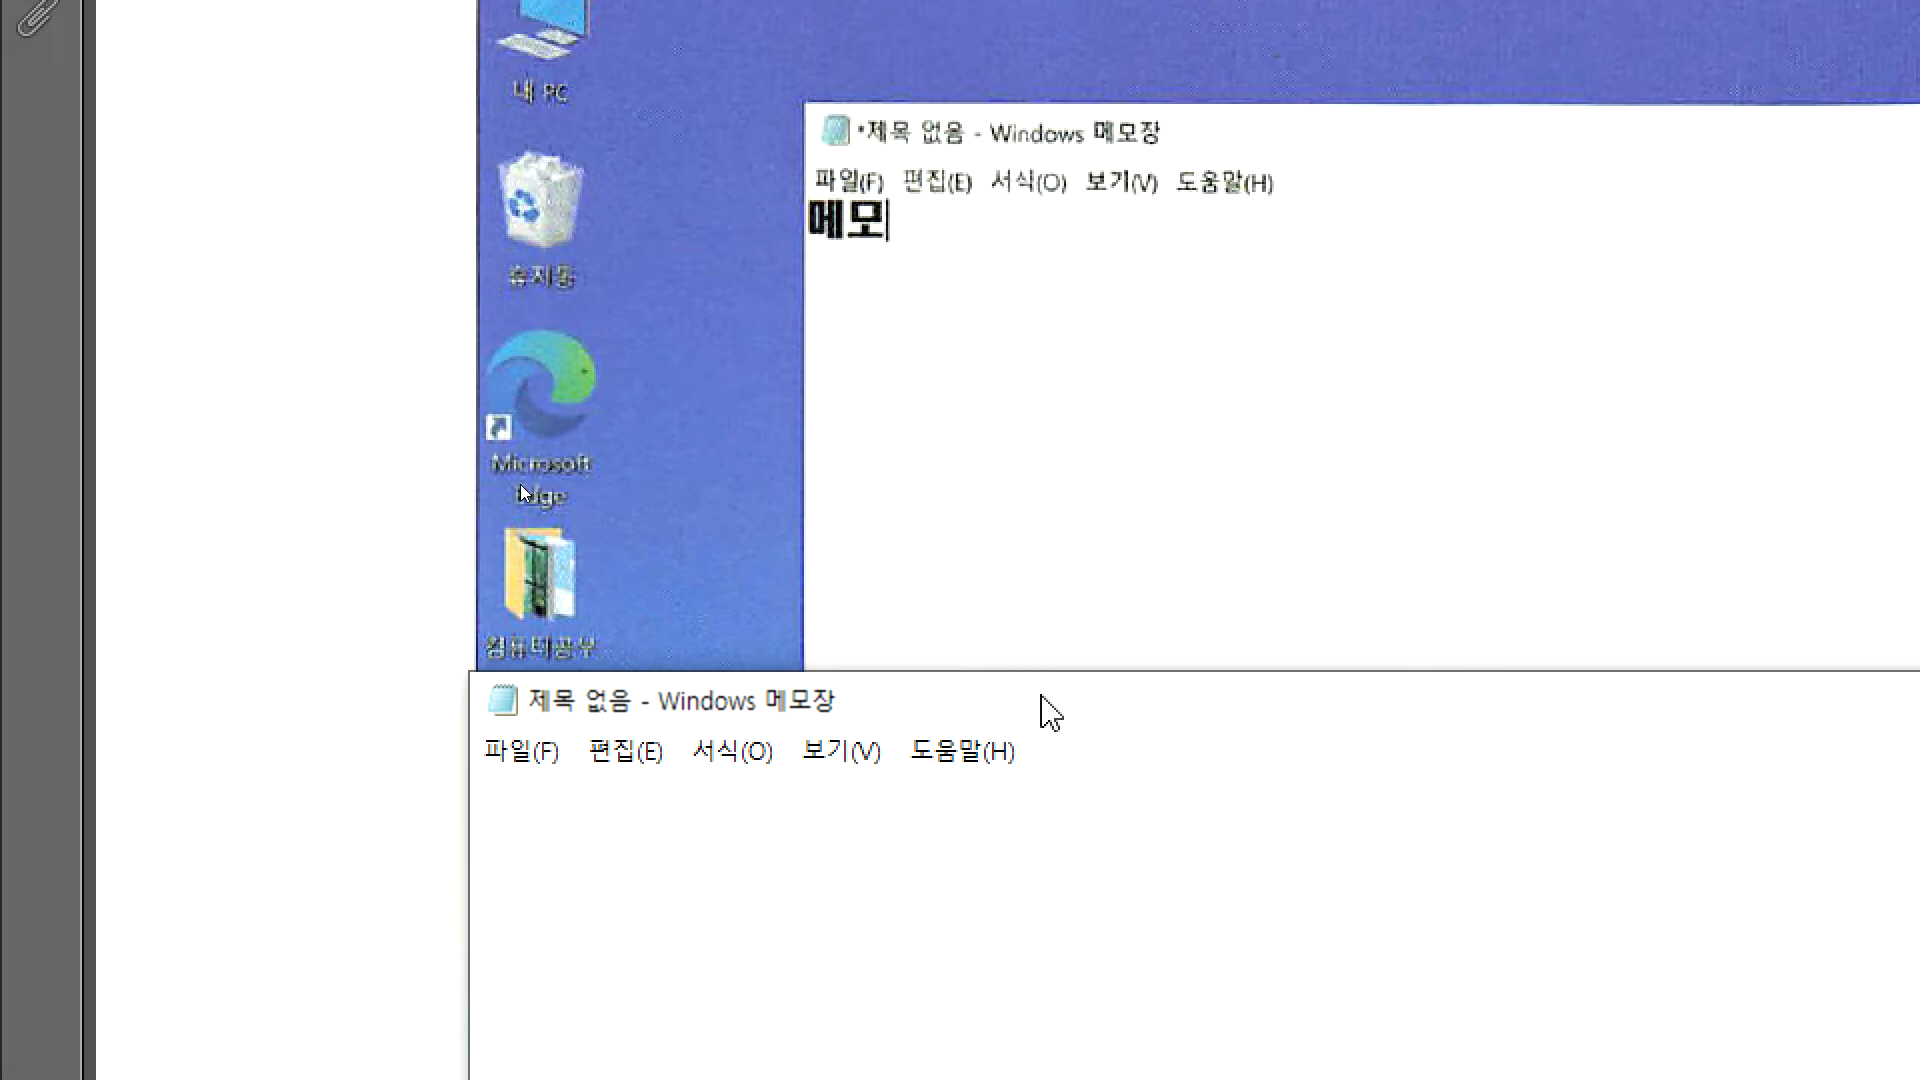 내 PC
휴지통
Microsoft
Edge
컴퓨터공부
*제목 없음 - Windows 메모장
파일(F) 편집(E) 서식(O) 보기(V) 도움말(H)
메모
제목 없음 - Windows 메모장
파일(F) 편집(E) 서식(O) 보기(V) 도움말(H)